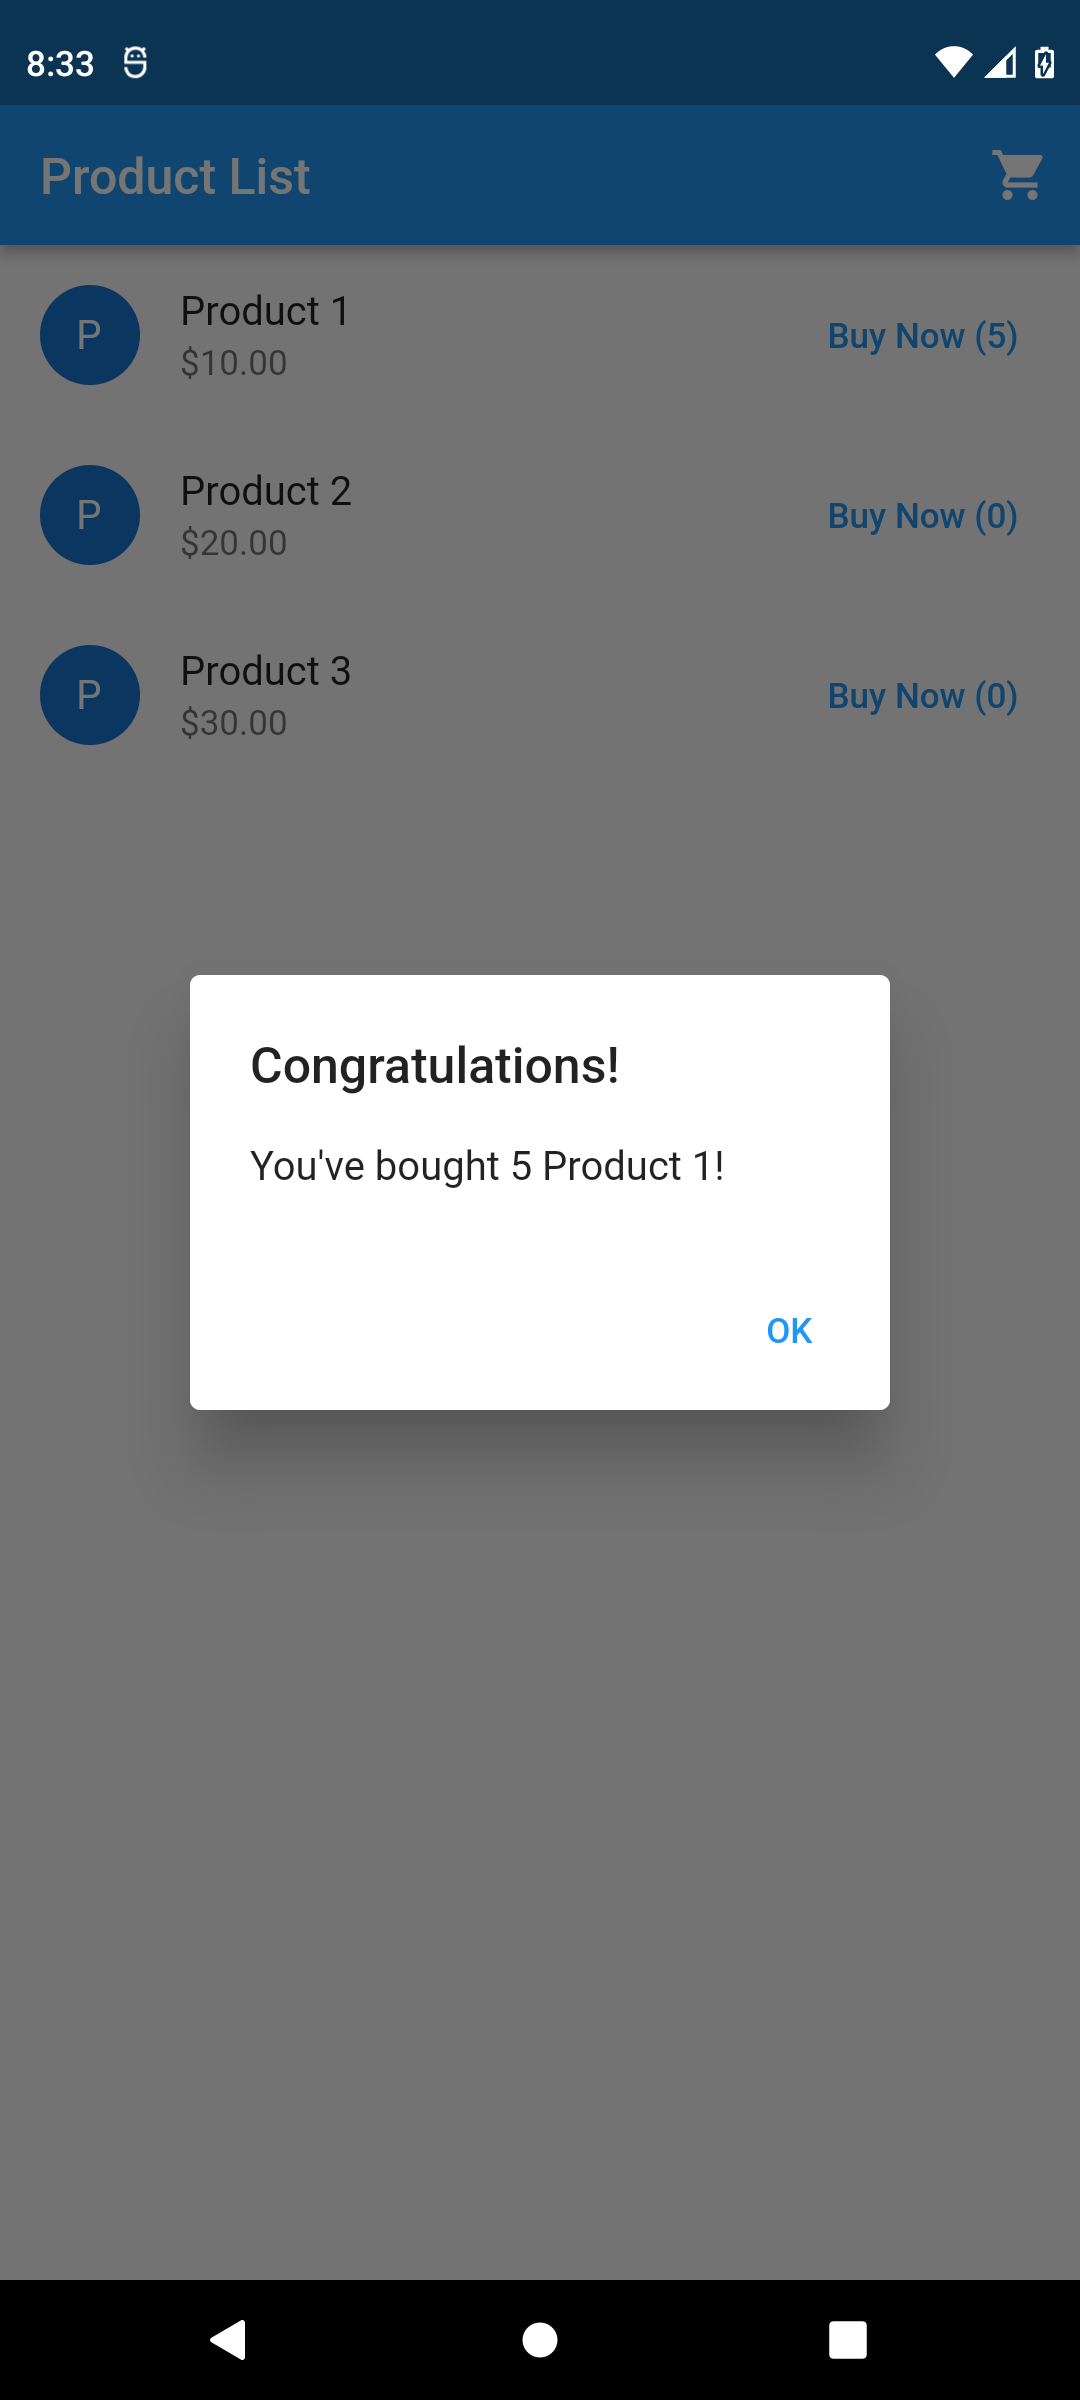 8:33
Product List
P
Product 1
$10.00
Buy Now (5)
P
Product 2
$20.00
Buy Now (0)
P
Product 3
$30.00
Buy Now (0)
Congratulations!
You've bought 5 Product 1!
OK